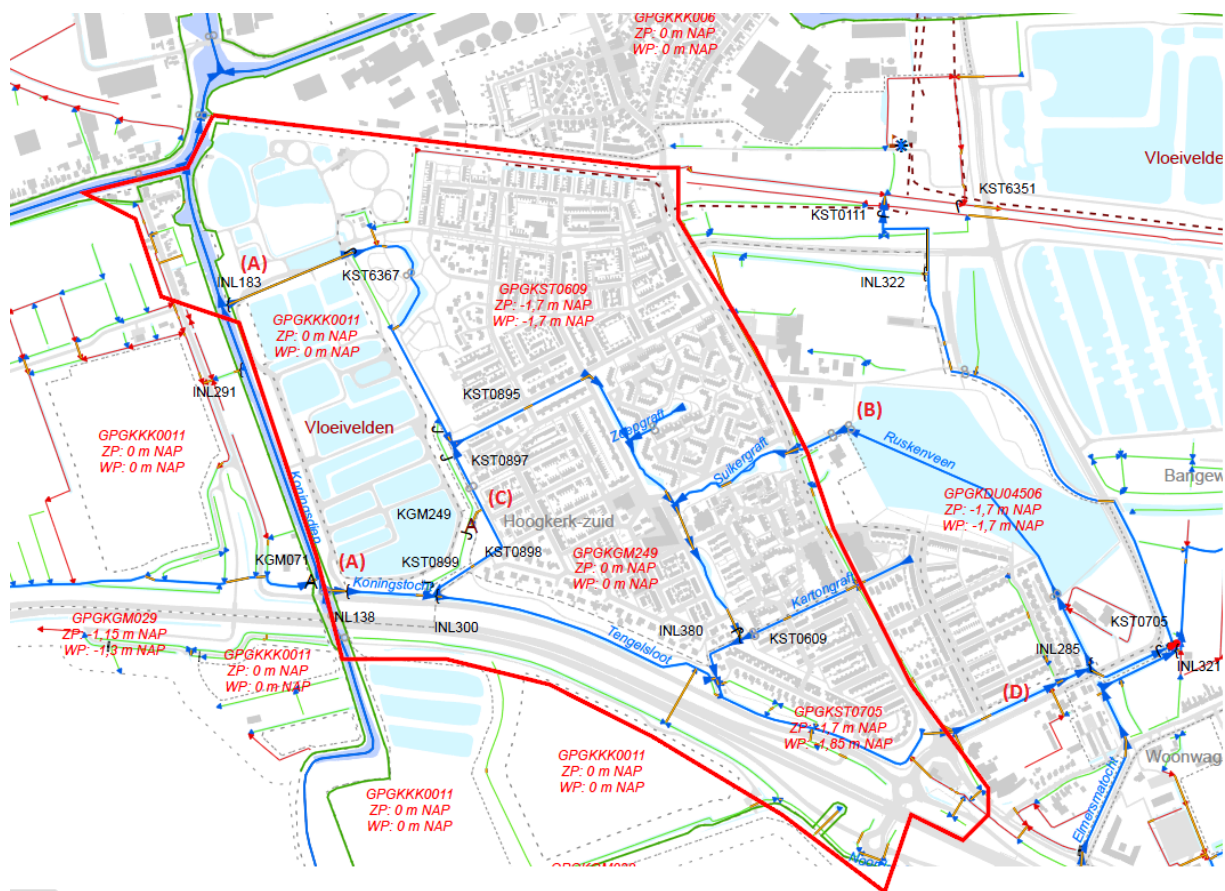 GPGKKK006
ZP: 0 m NAP
WP: 0 m NAP
Vloeivelde
KST6351
KST0111
(A)
INL183
KST6367
INL322
GPGKST0609
ZP: -1,7 m NAP
WP: -1,7 m NAP
GPGKKK0011
ZP: 0 m NAP
WP: 0 m NAP
INL291
KST0895
Vloeivelden
Zeepgraft
(B)
Ruskenveen
GPGKKK0011
ZP: 0 m NAP
WP: 0 m NAP
KST0897
Suikergraft
Bangew
GPGKDU04506
ZP: -1,7 m NAP
WP: -1,7 m NAP
(C)
KGM249
Hoogkerk-zuid
Koningsdiep
KST0898
KGM071
(A)
KST0899
GPGKGM249
ZP: 0 m NAP
WP: 0 m NAP
Koningstocht
Kartongraft
INL138
INL300
GPGKGM029
ZP: -1,15 m NAP
WP: -1,3 m NAP
Tengelsloot
INL380
KST0609
KST0705
GPGKKK0011
ZP: 0 m NAP
WP: 0 m NAP
INL285
INL321
(D)
GPGKST0705
ZP: -1,7 m NAP
WP: -1,85 m NAP
GPGKKK0011
ZP: 0 m NAP
WP: 0 m NAP
Woonwag
Elmersmatocht
GPGKKK0011
ZP: 0 m NAP
WP: 0 m NAP